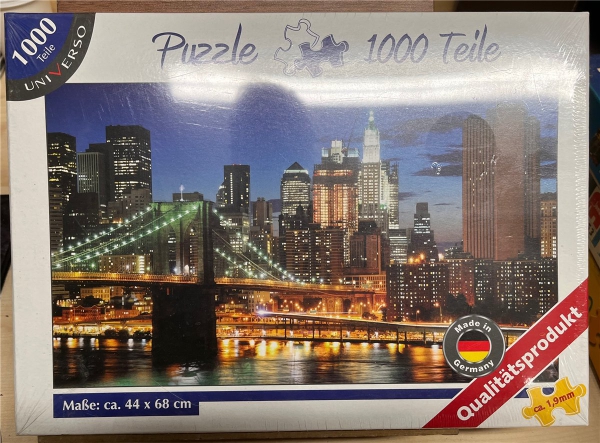 1000
Teile
UNIVERSO
Puzzle 1000 Teile
Made in
Germany
Qualitätsprodukt
ca. 1,9mm
Maße: ca. 44 x 68 cm